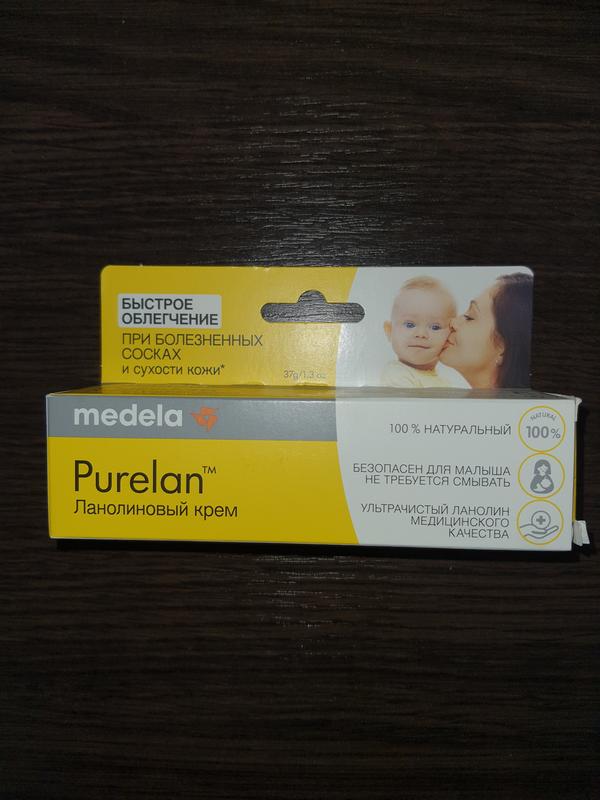 БЫСТРОЕ
ОБЛЕГЧЕНИЕ
ПРИ БОЛЕЗНЕННЫХ
СОСКАХ
и сухости кожи*
37g/1.3 oz
medela
Purelan™
Ланолиновый крем
100 % НАТУРАЛЬНЫЙ
NATURAL
100%
БЕЗОПАСЕН ДЛЯ МАЛЫША
НЕ ТРЕБУЕТСЯ СМЫВАТЬ
УЛЬТРАЧИСТЫЙ ЛАНОЛИН
МЕДИЦИНСКОГО
КАЧЕСТВА